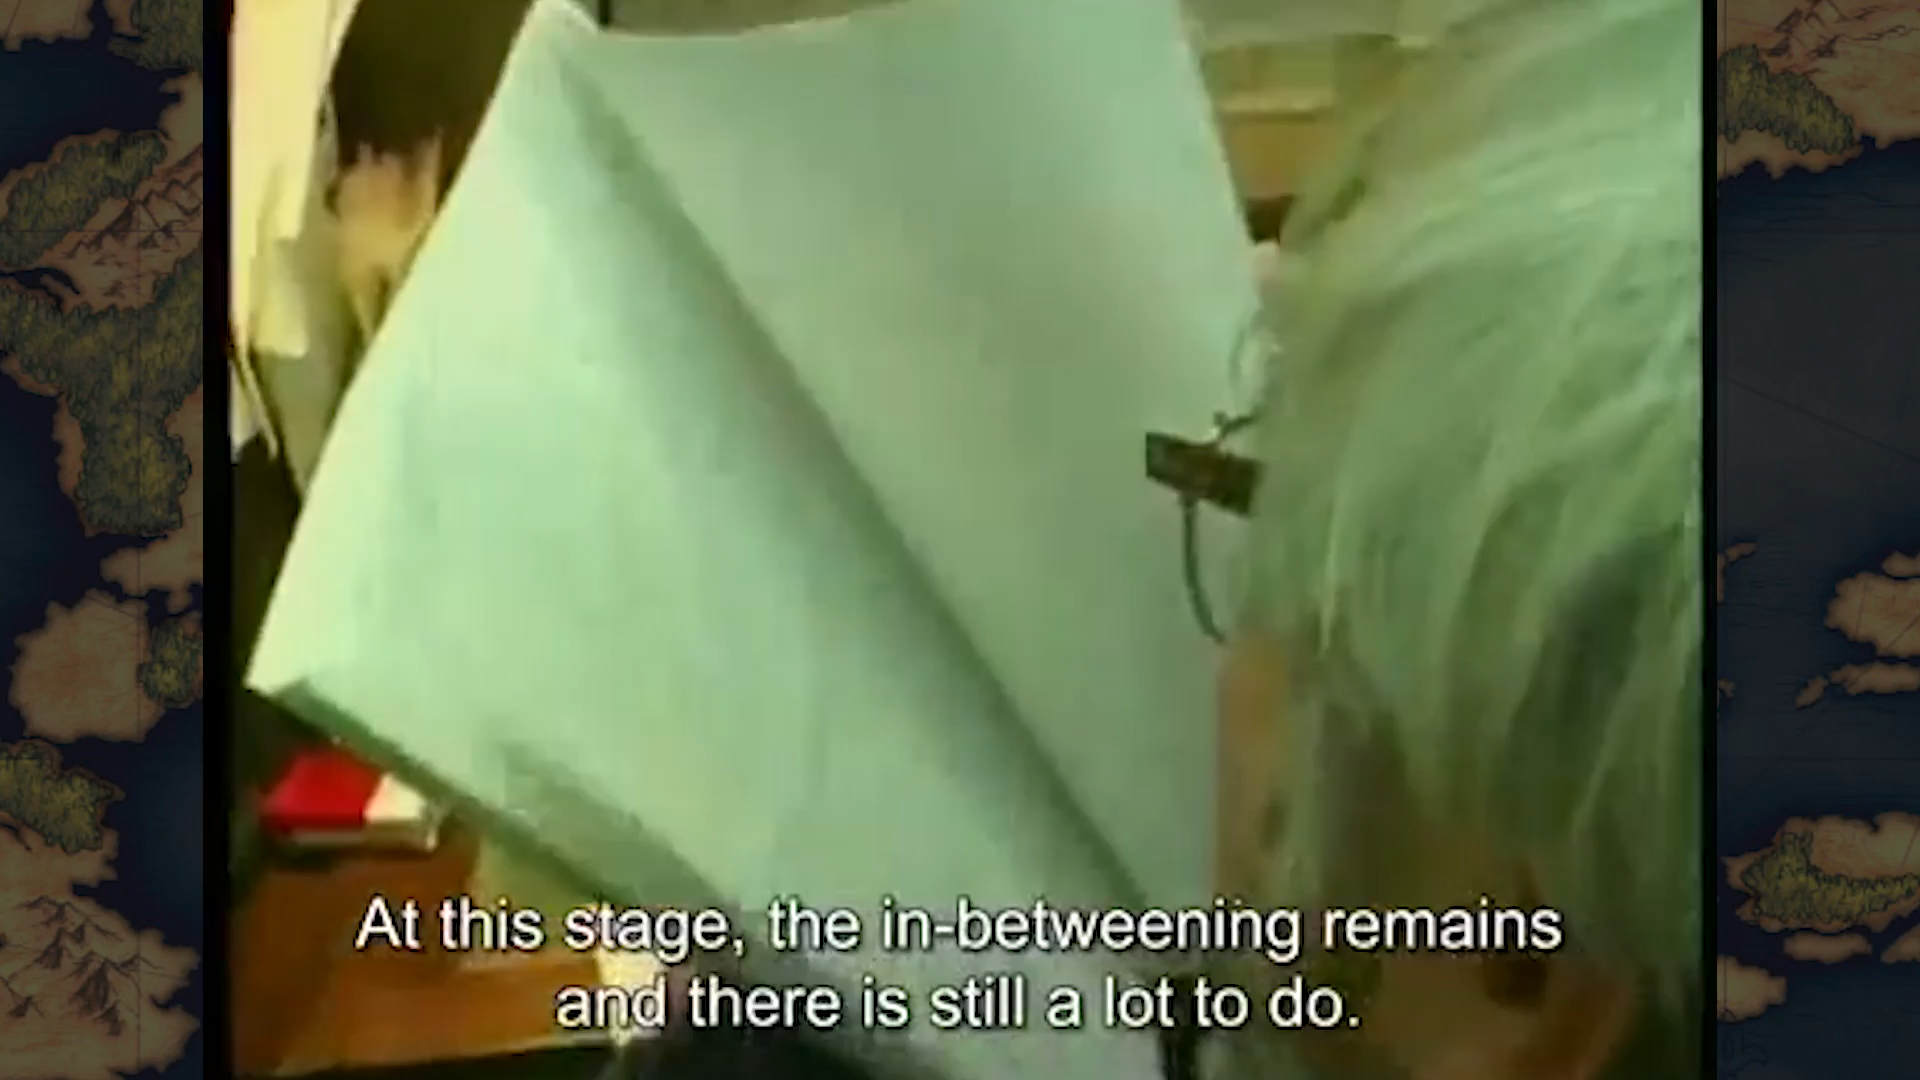 At this stage, the in-betweening remains
and there is still a lot to do.